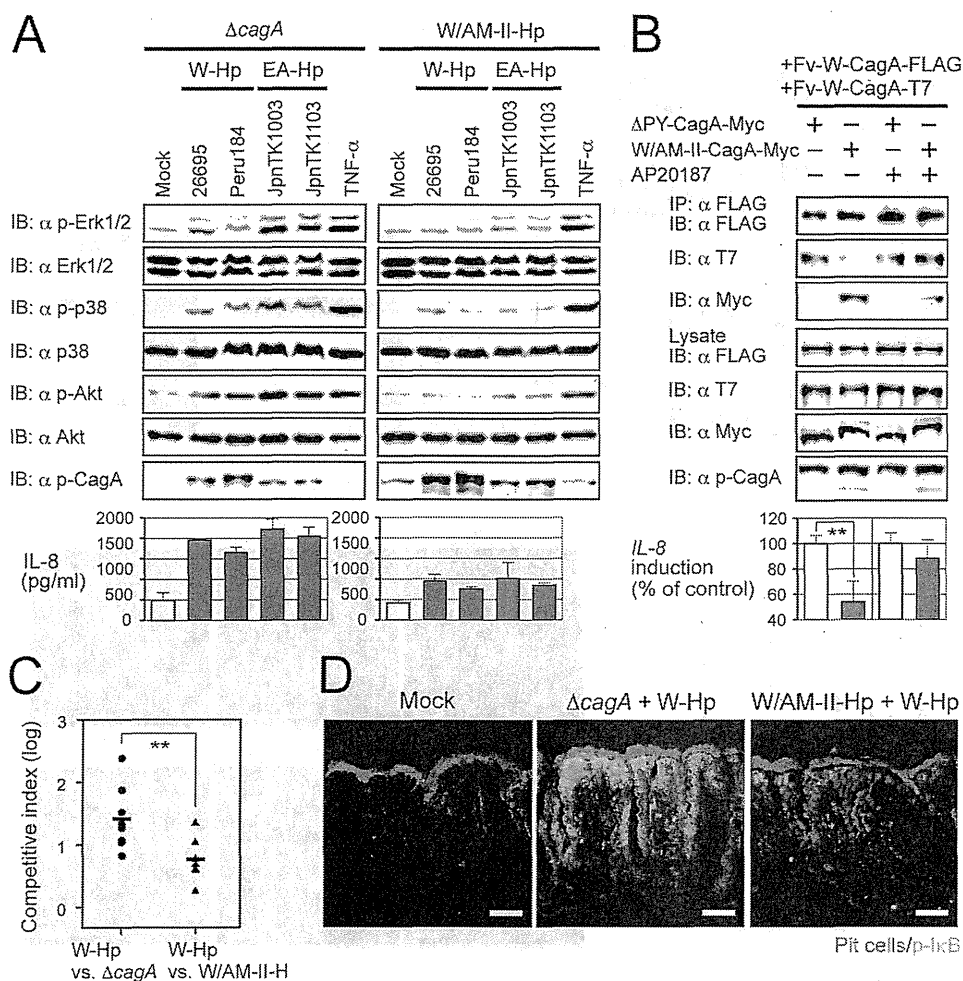 A
ΔcagA
W/AM-II-Hp
W-Hp
EA-Hp
W-Hp
EA-Hp
Mock
26695
Peru184
JpnTK1003
JpnTK1103
TNF-α
Mock
26695
Peru184
JpnTK1003
JpnTK1103
TNF-α
IB: α p-Erk1/2
IB: α Erk1/2
IB: α p-p38
IB: α p38
IB: α p-Akt
IB: α Akt
IB: α p-CagA
IL-8
(pg/ml)
2000
1500
1000
500
2000
1500
1000
500
B
+Fv-W-CagA-FLAG
+Fv-W-CagA-T7
ΔPY-CagA-Myc + − + −
W/AM-II-CagA-Myc − + − +
AP20187 − − + +
IP: α FLAG
IB: α FLAG
IB: α T7
IB: α Myc
Lysate
IB: α FLAG
IB: α T7
IB: α Myc
IB: α p-CagA
IL-8
induction
(% of control)
120
100
80
60
40
**
C
Competitive index (log)
3
2
1
0
**
W-Hp
vs. ΔcagA
W-Hp
vs. W/AM-II-H
D
Mock
ΔcagA + W-Hp
W/AM-II-Hp + W-Hp
Pit cells/p-IκB